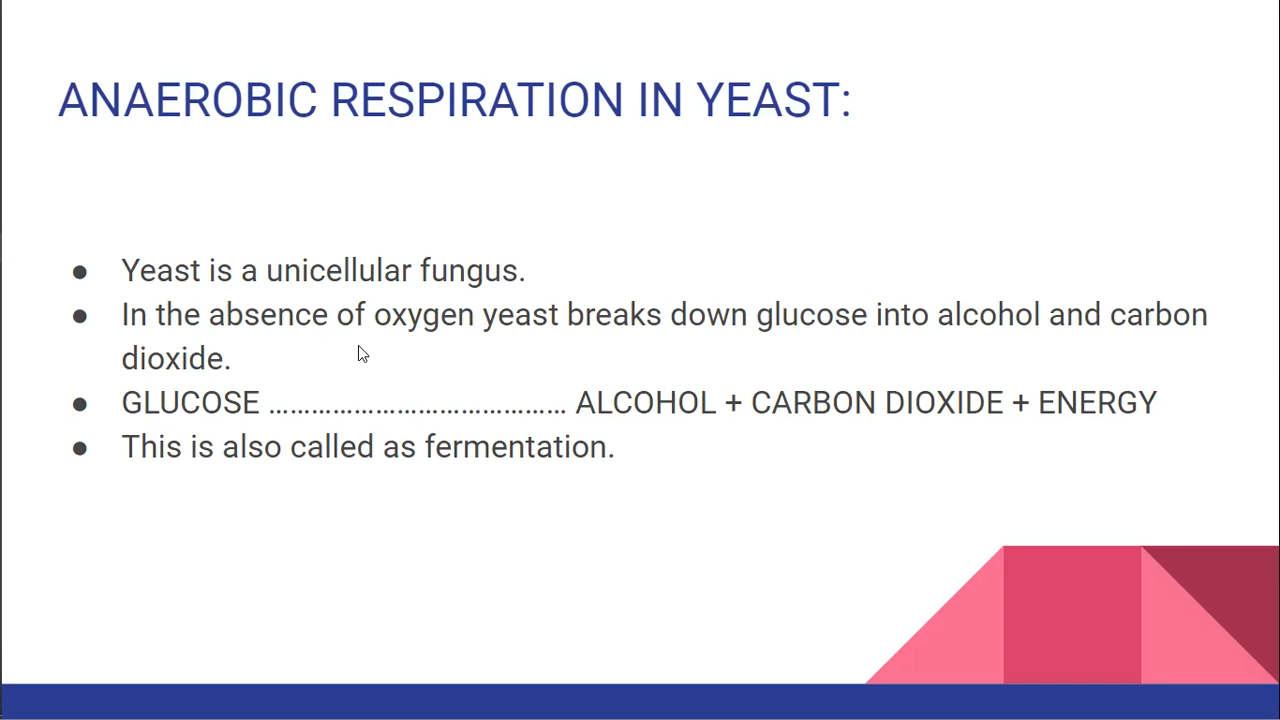 ANAEROBIC RESPIRATION IN YEAST:
● Yeast is a unicellular fungus.
● In the absence of oxygen yeast breaks down glucose into alcohol and carbon
dioxide.
● GLUCOSE …………………………………… ALCOHOL + CARBON DIOXIDE + ENERGY
● This is also called as fermentation.